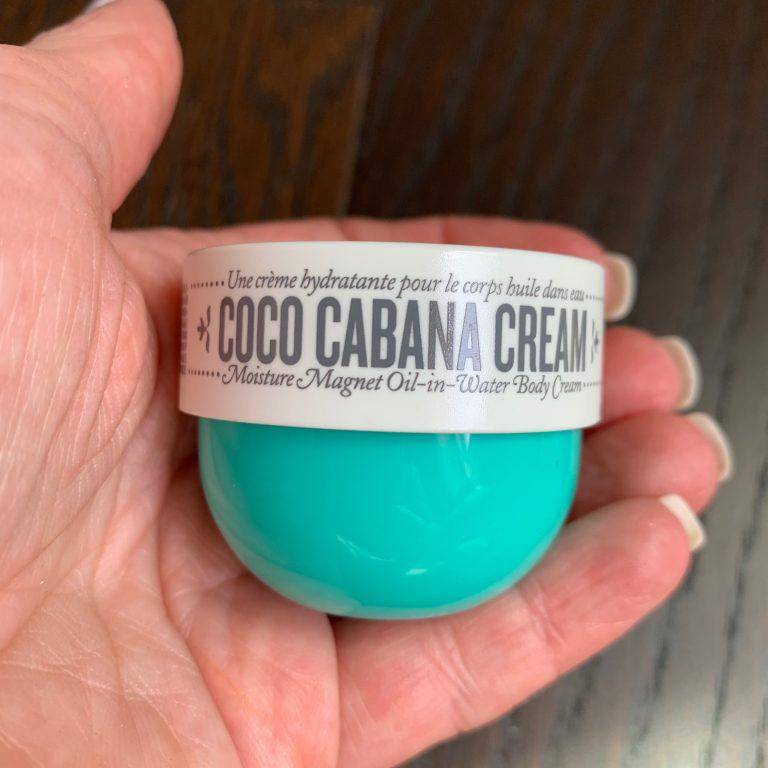 Une crème hydratante pour le corps huile dans eau
COCO CABANA CREAM
Moisture Magnet Oil-in-Water Body Cream